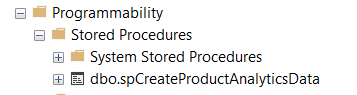 Programmability
Stored Procedures
System Stored Procedures
dbo.spCreateProductAnalyticsData